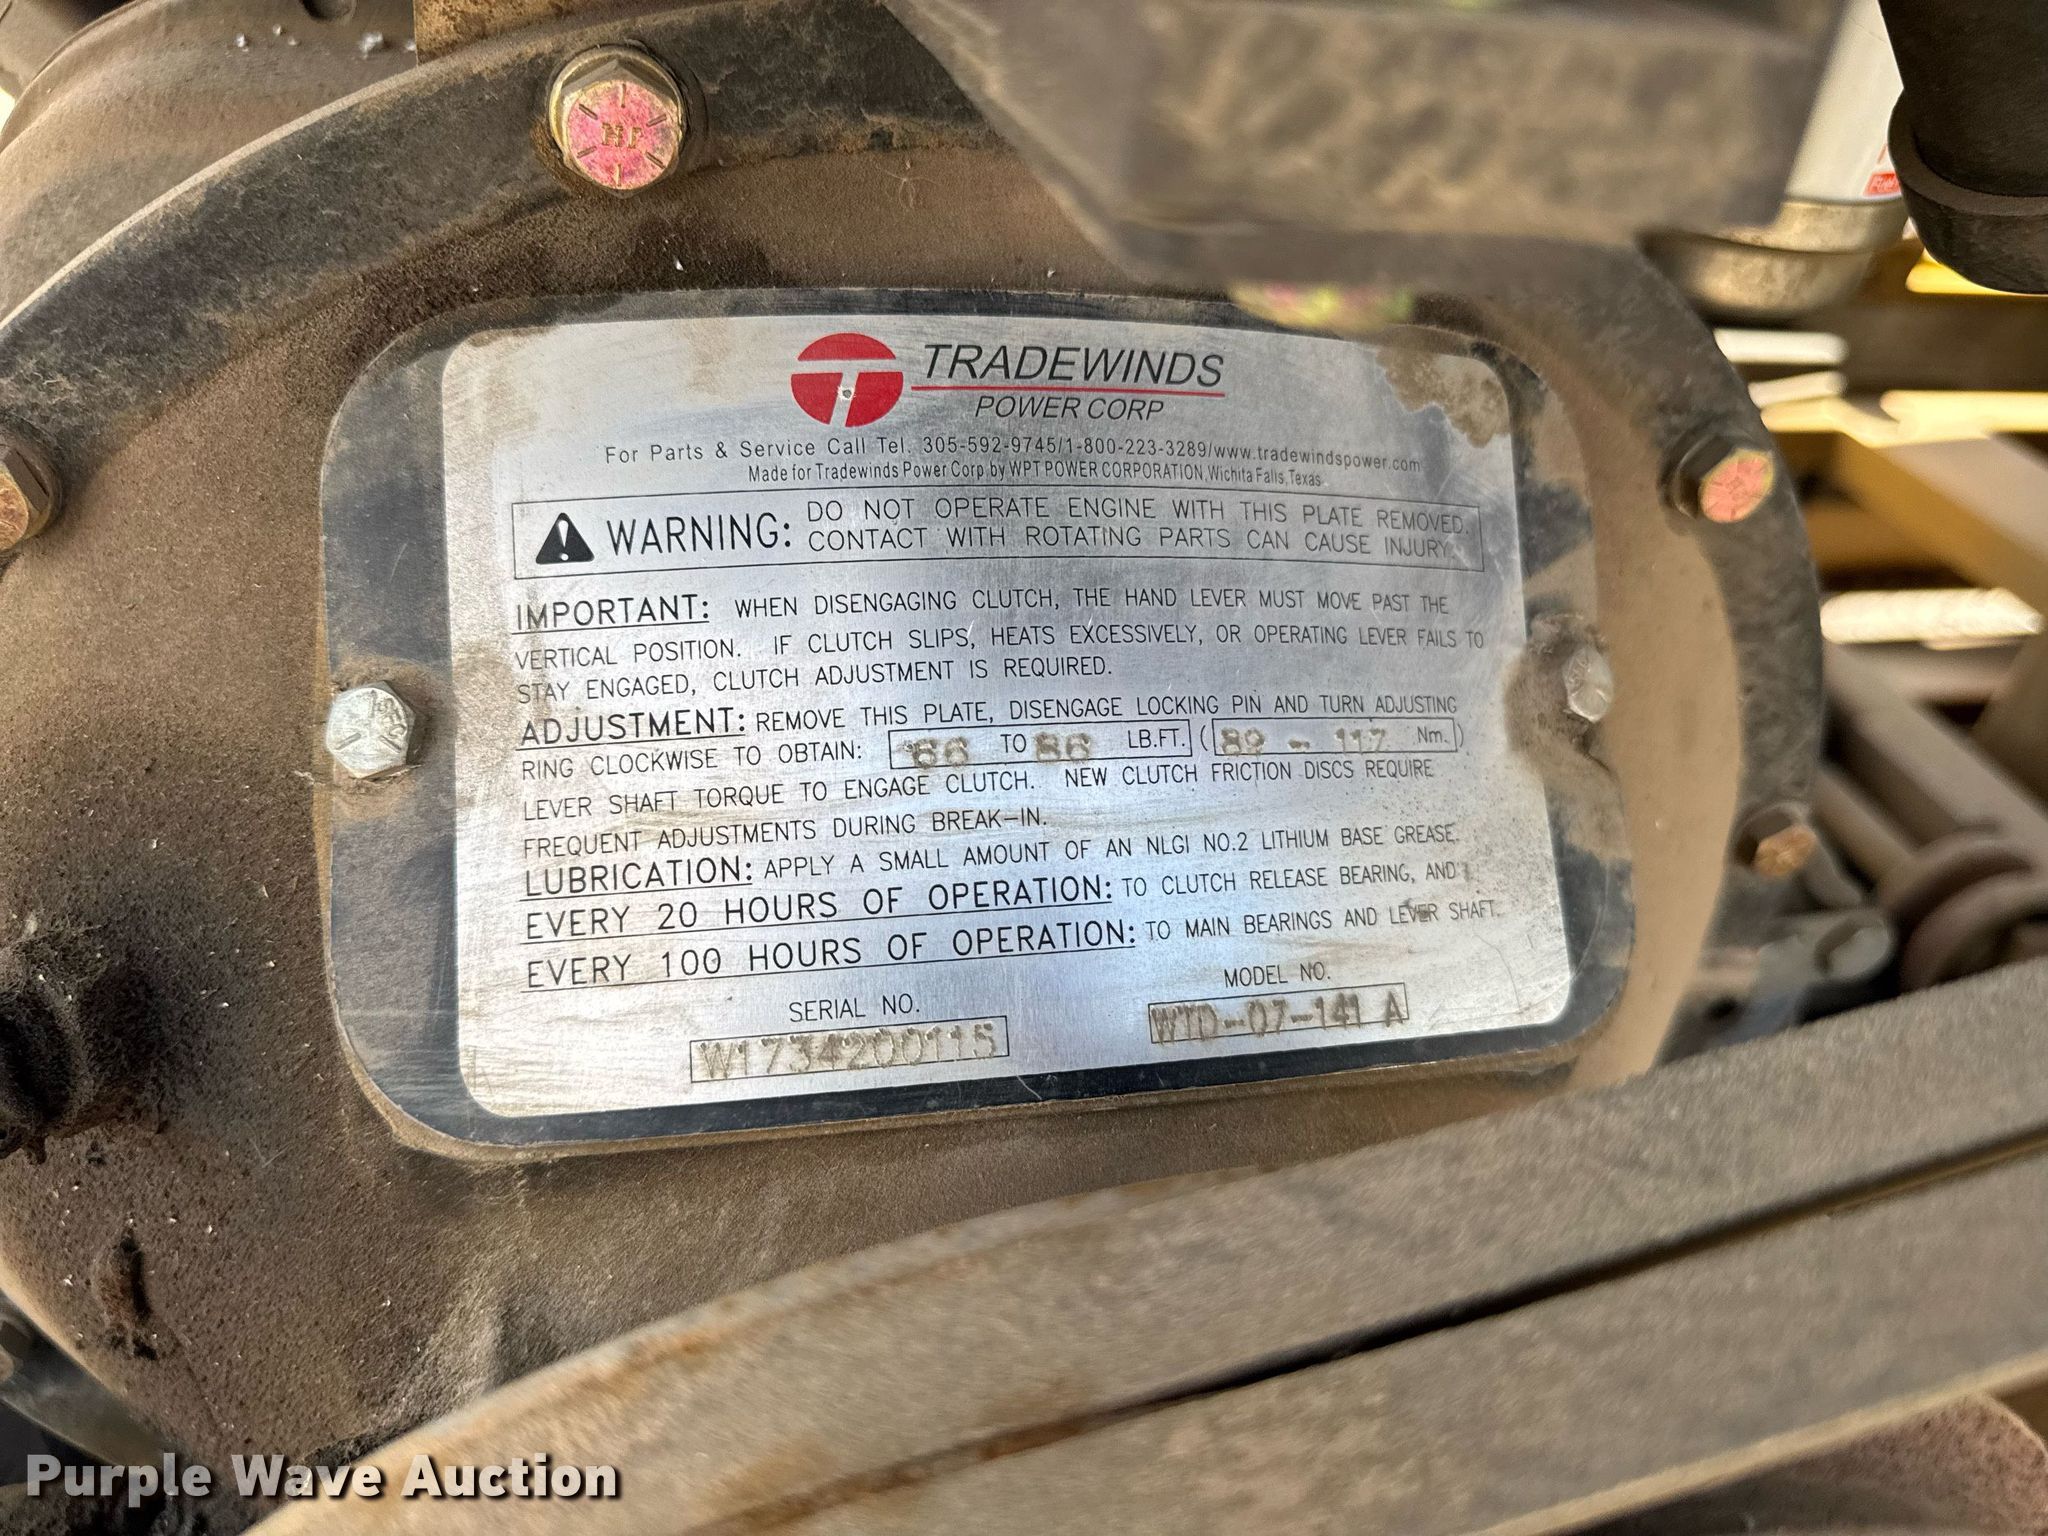 TRADEWINDS
POWER CORP
For Parts & Service Call Tel. 305-592-9745/1-800-223-3289/www.tradewindspower.com
Made for Tradewinds Power Corp by WPT POWER CORPORATION, Wichita Falls, Texas
WARNING: DO NOT OPERATE ENGINE WITH THIS PLATE REMOVED.
CONTACT WITH ROTATING PARTS CAN CAUSE INJURY.
IMPORTANT: WHEN DISENGAGING CLUTCH, THE HAND LEVER MUST MOVE PAST THE
VERTICAL POSITION. IF CLUTCH SLIPS, HEATS EXCESSIVELY, OR OPERATING LEVER FAILS TO
STAY ENGAGED, CLUTCH ADJUSTMENT IS REQUIRED.
ADJUSTMENT: REMOVE THIS PLATE, DISENGAGE LOCKING PIN AND TURN ADJUSTING
RING CLOCKWISE TO OBTAIN: 66 TO 86 LB.FT. (89 - 117 Nm.)
LEVER SHAFT TORQUE TO ENGAGE CLUTCH. NEW CLUTCH FRICTION DISCS REQUIRE
FREQUENT ADJUSTMENTS DURING BREAK-IN.
LUBRICATION: APPLY A SMALL AMOUNT OF AN NLGI NO.2 LITHIUM BASE GREASE.
EVERY 20 HOURS OF OPERATION: TO CLUTCH RELEASE BEARING, AND
EVERY 100 HOURS OF OPERATION: TO MAIN BEARINGS AND LEVER SHAFT.
SERIAL NO. MODEL NO.
W1734200115 WTD-07-141 A
Purple Wave Auction